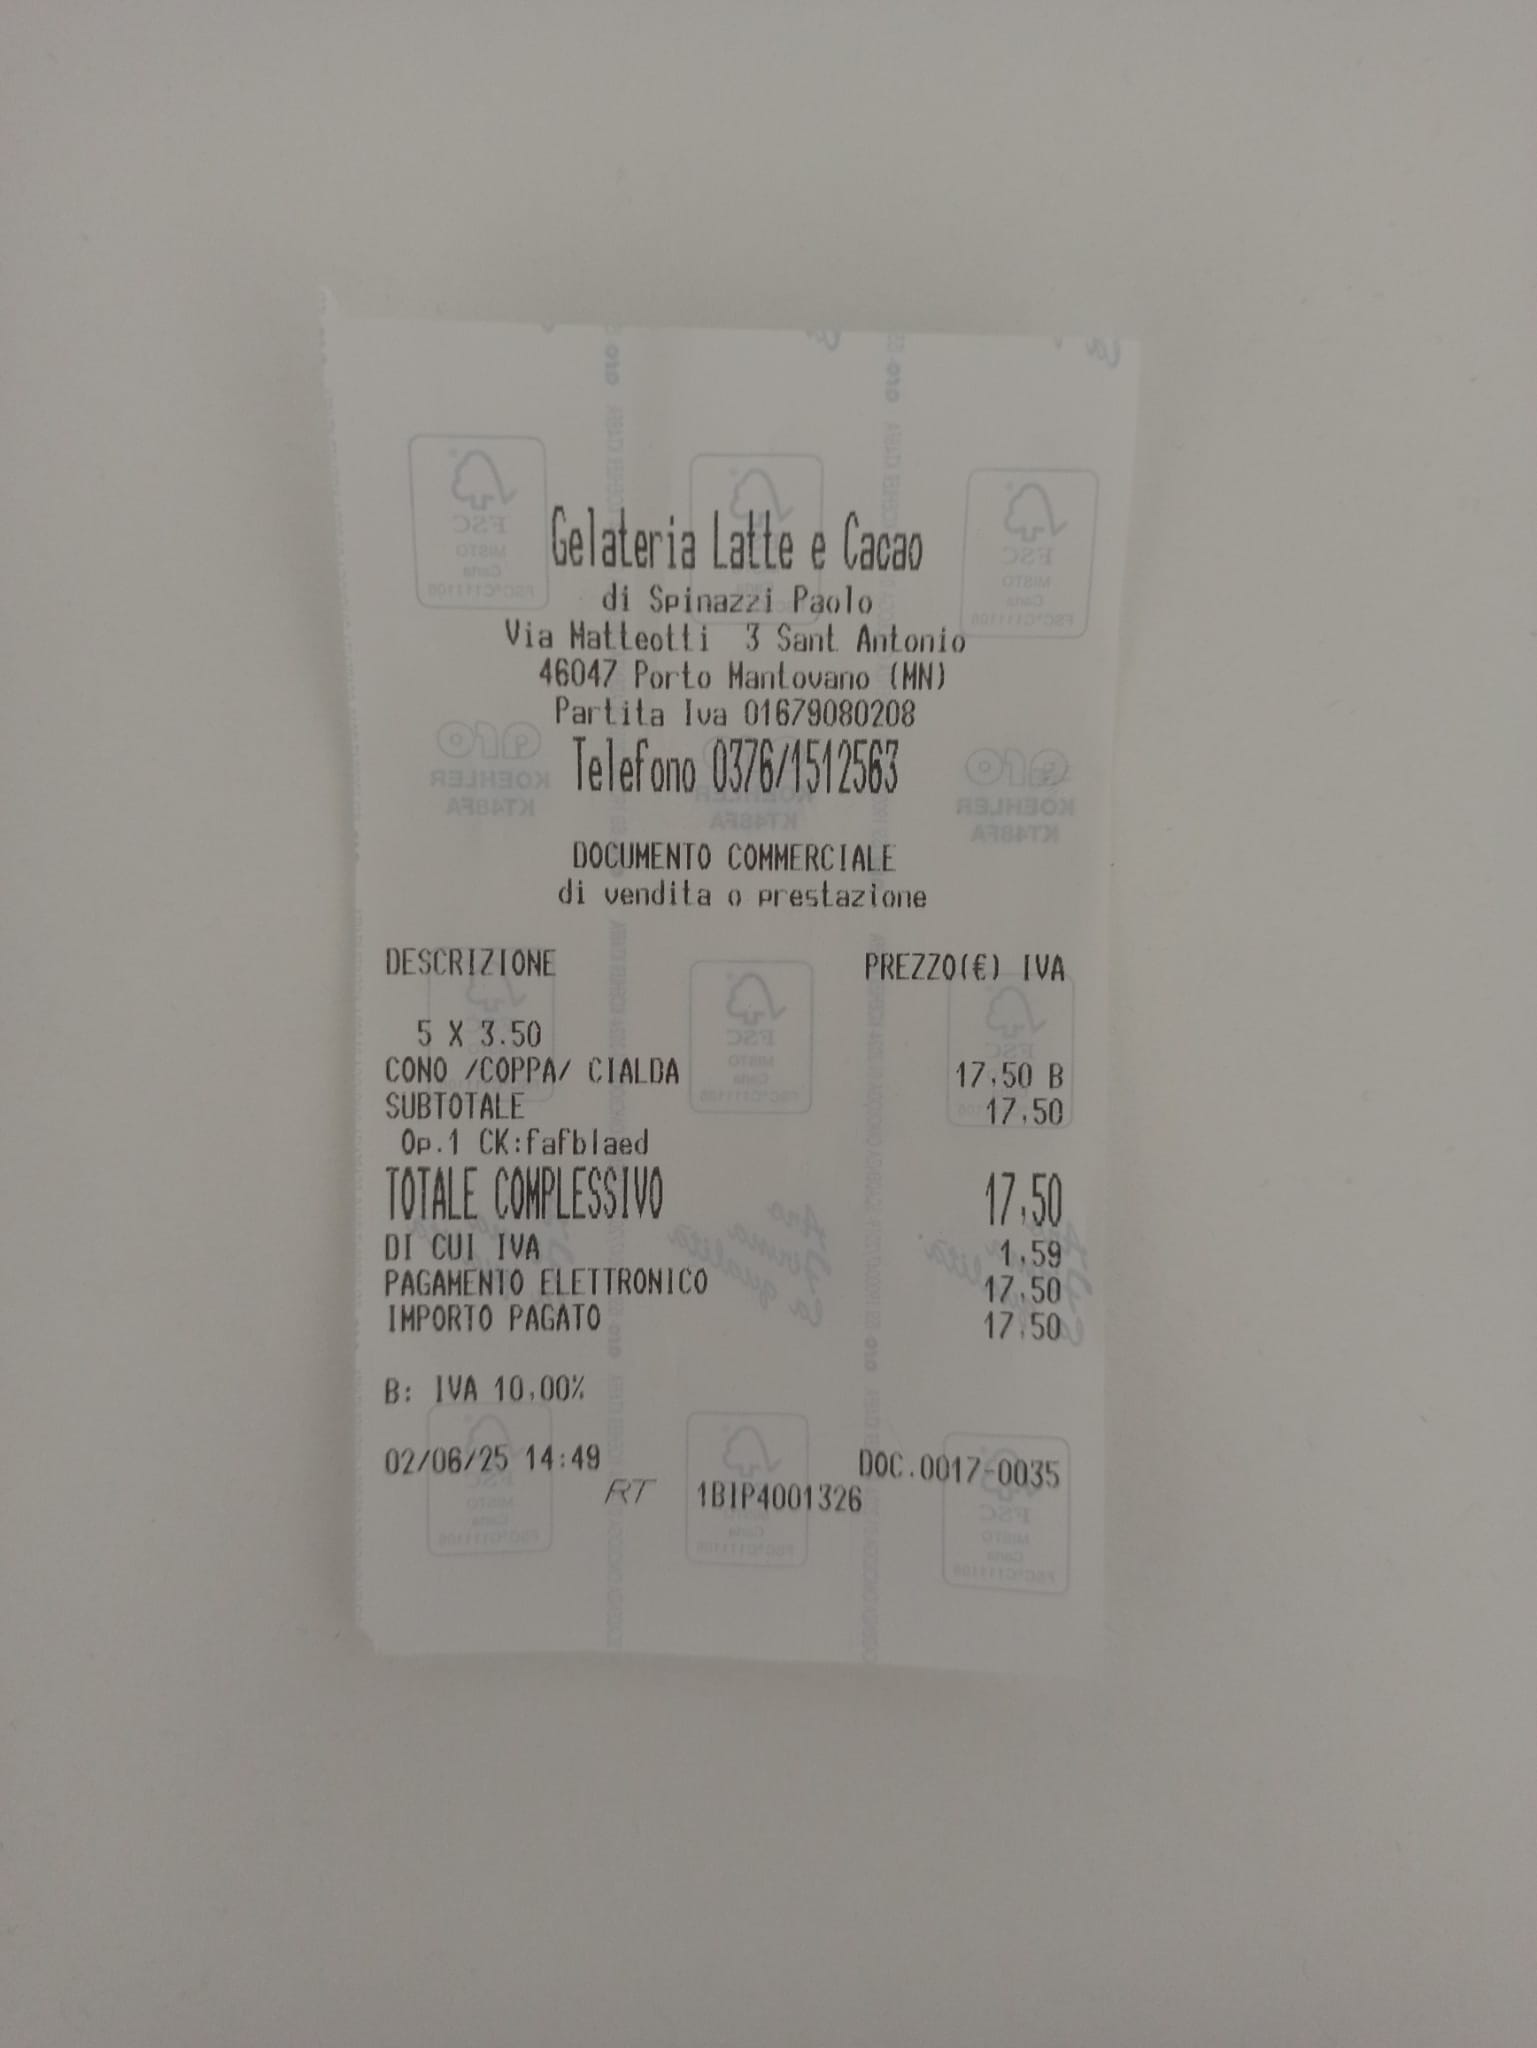 Gelateria Latte e Cacao
di Spinazzi Paolo
Via Matteotti 3 Sant Antonio
46047 Porto Mantovano (MN)
Partita Iva 01679080208
Telefono 0376/1512563
DOCUMENTO COMMERCIALE
di vendita o prestazione
DESCRIZIONE PREZZO(€) IVA
5 X 3.50
CONO /COPPA/ CIALDA 17,50 B
SUBTOTALE 17,50
Op.1 CK:fafblaed
TOTALE COMPLESSIVO 17,50
DI CUI IVA 1,59
PAGAMENTO ELETTRONICO 17,50
IMPORTO PAGATO 17,50
B: IVA 10,00%
02/06/25 14:49 DOC.0017-0035
RT 1BIP4001326